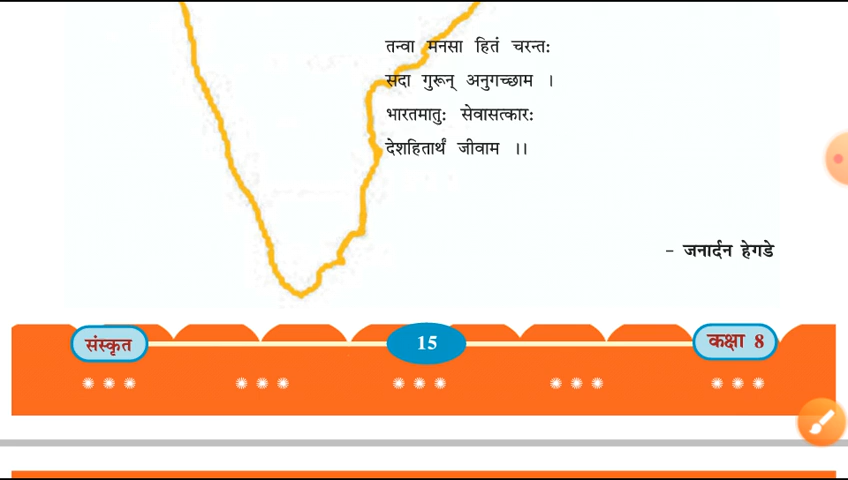 तन्वा मनसा हितं चरन्त:
सदा गुरून् अनुगच्छाम ।
भारतमातु: सेवासत्कार:
देशहितार्थं जीवाम ।।
- जनार्दन हेगडे
संस्कृत
15
कक्षा 8